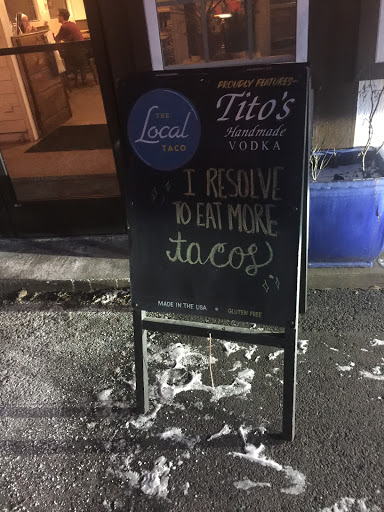 PROUDLY FEATURES
THE
Local
TACO
Tito's
Handmade
VODKA
I RESOLVE
TO EAT MORE
tacos
MADE IN THE USA • GLUTEN FREE